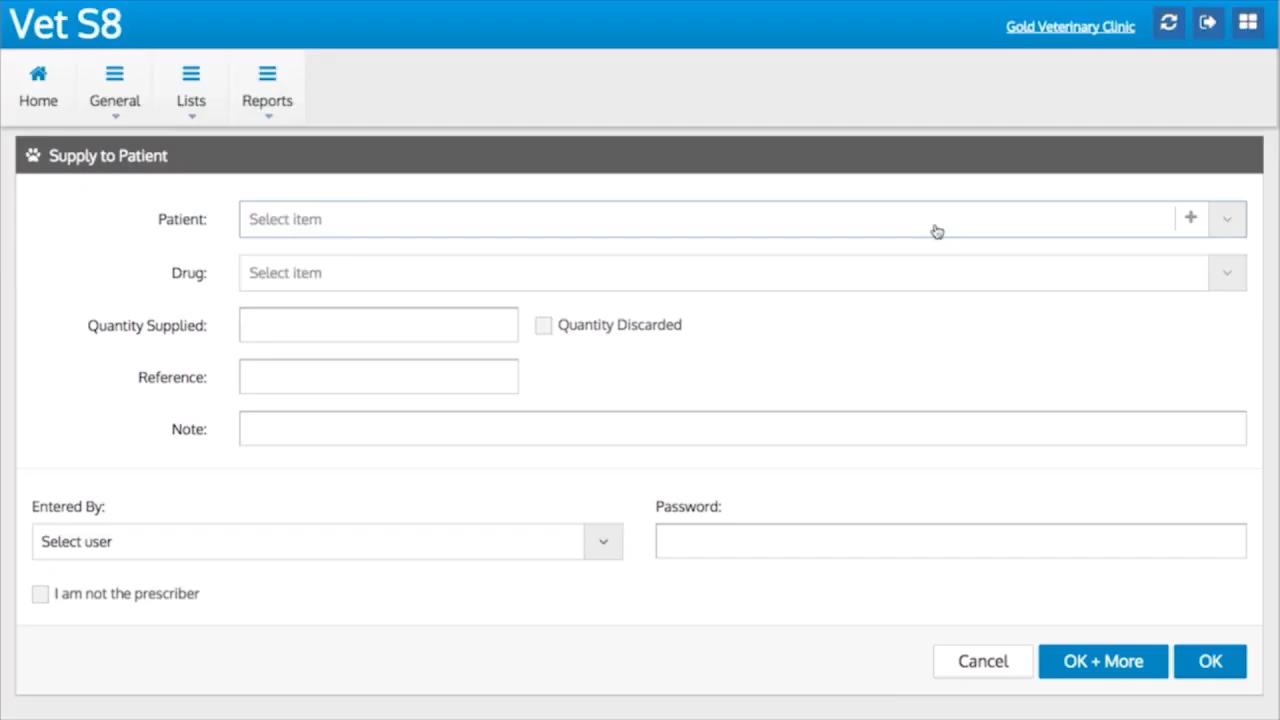 Vet S8
Gold Veterinary Clinic
Home
General
Lists
Reports
Supply to Patient
Patient:
Select item
Drug:
Select item
Quantity Supplied:
Quantity Discarded
Reference:
Note:
Entered By:
Password:
Select user
I am not the prescriber
Cancel
OK + More
OK